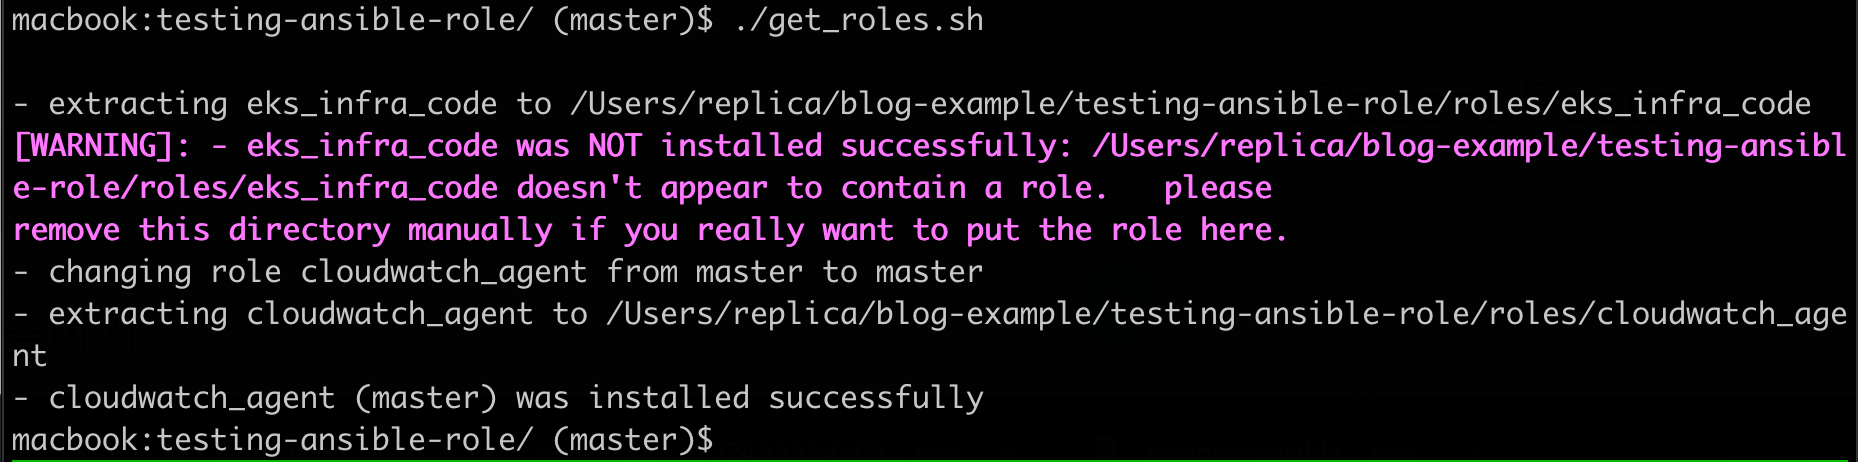 macbook:testing-ansible-role/ (master)$ ./get_roles.sh
- extracting eks_infra_code to /Users/replica/blog-example/testing-ansible-role/roles/eks_infra_code
[WARNING]: - eks_infra_code was NOT installed successfully: /Users/replica/blog-example/testing-ansibl
e-role/roles/eks_infra_code doesn't appear to contain a role.   please
remove this directory manually if you really want to put the role here.
- changing role cloudwatch_agent from master to master
- extracting cloudwatch_agent to /Users/replica/blog-example/testing-ansible-role/roles/cloudwatch_age
nt
- cloudwatch_agent (master) was installed successfully
macbook:testing-ansible-role/ (master)$